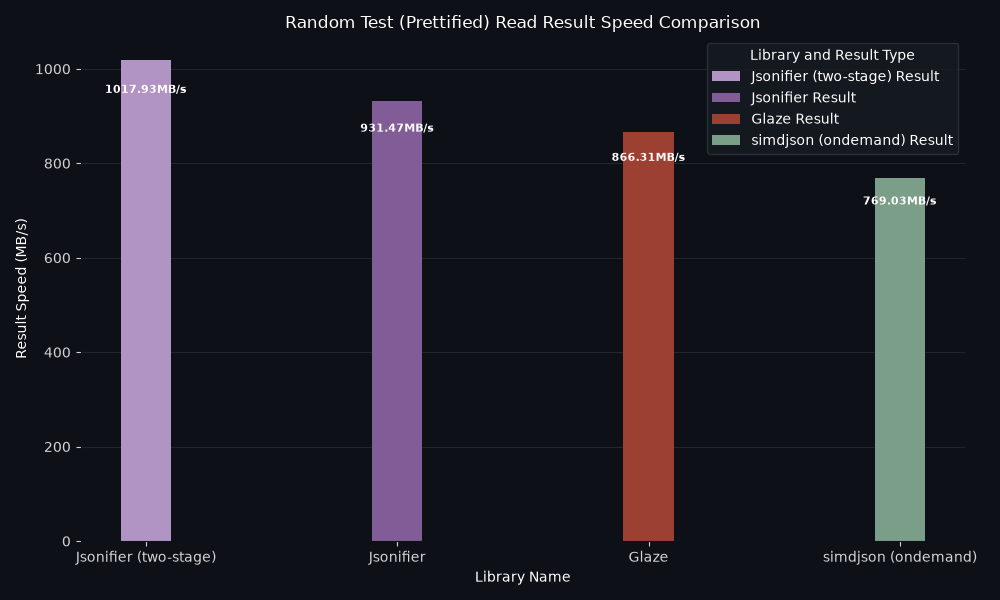 Random Test (Prettified) Read Result Speed Comparison
Library and Result Type
Jsonifier (two-stage) Result
Jsonifier Result
Glaze Result
simdjson (ondemand) Result
Result Speed (MB/s)
1000
800
600
400
200
0
1017.93MB/s
931.47MB/s
866.31MB/s
769.03MB/s
Jsonifier (two-stage)
Jsonifier
Glaze
simdjson (ondemand)
Library Name